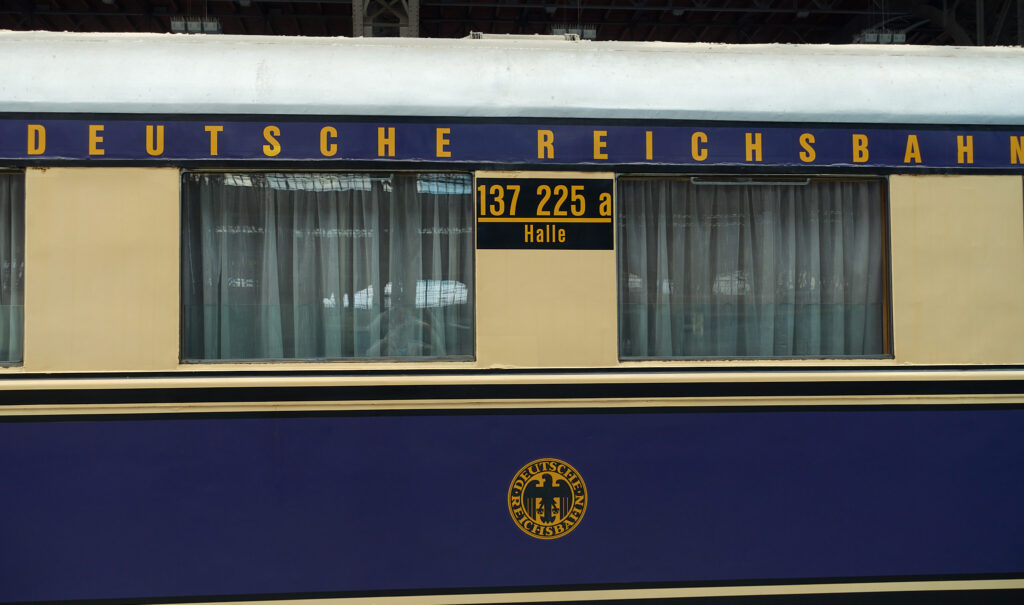 DEUTSCHE REICHSBAHN
137 225 a
Halle
DEUTSCHE
REICHSBAHN